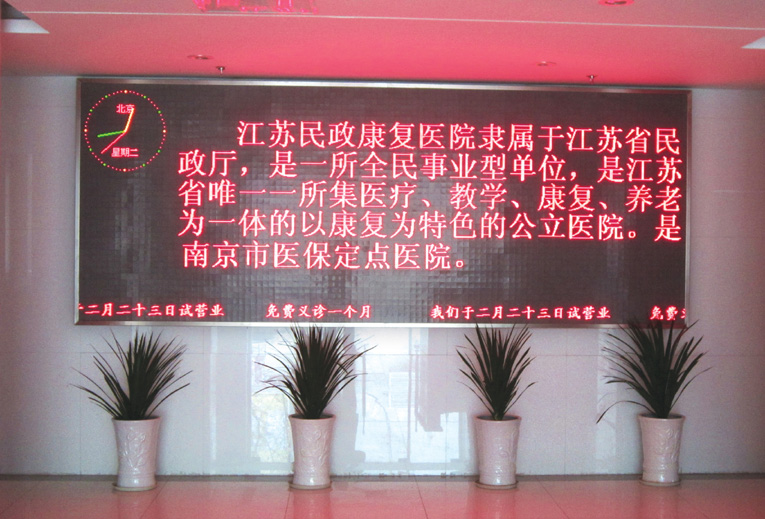 北京
星期二
江苏民政康复医院隶属于江苏省民
政厅，是一所全民事业型单位，是江苏
省唯一一所集医疗、教学、康复、养老
为一体的以康复为特色的公立医院。是
南京市医保定点医院。
于二月二十三日试营业 免费义诊一个月 我们于二月二十三日试营业 免费